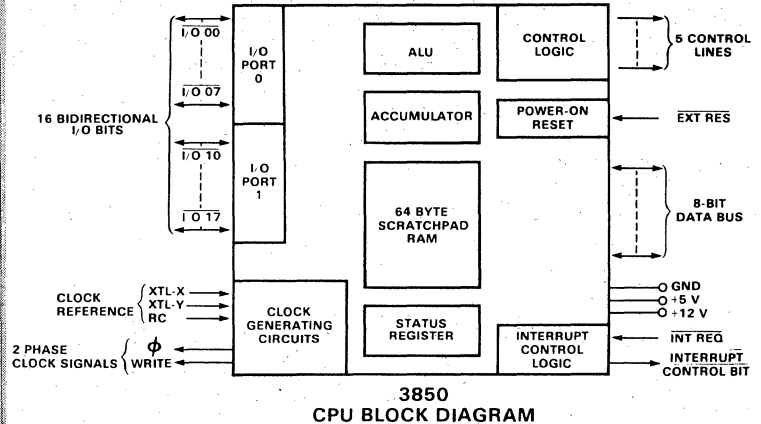 I/O 00
I/O 07
16 BIDIRECTIONAL
I/O BITS
I/O 10
I O 17
I/O
PORT
0
I/O
PORT
1
ALU
ACCUMULATOR
64 BYTE
SCRATCHPAD
RAM
STATUS
REGISTER
CONTROL
LOGIC
5 CONTROL
LINES
POWER-ON
RESET
EXT RES
8-BIT
DATA BUS
GND
+5 V
+12 V
CLOCK
REFERENCE
XTL-X
XTL-Y
RC
CLOCK
GENERATING
CIRCUITS
2 PHASE
CLOCK SIGNALS
ϕ
WRITE
INTERRUPT
CONTROL
LOGIC
INT REQ
INTERRUPT
CONTROL BIT
3850
CPU BLOCK DIAGRAM